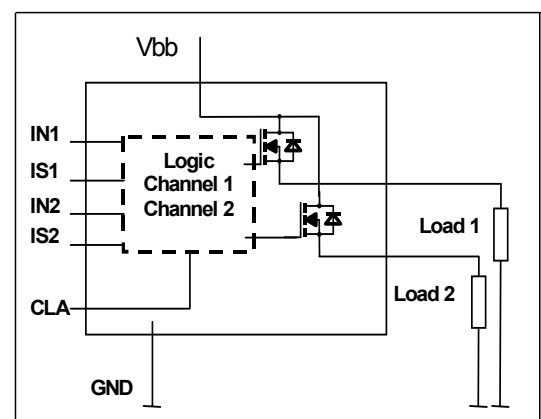 Vbb
IN1
IS1
IN2
IS2
CLA
Logic
Channel 1
Channel 2
Load 1
Load 2
GND